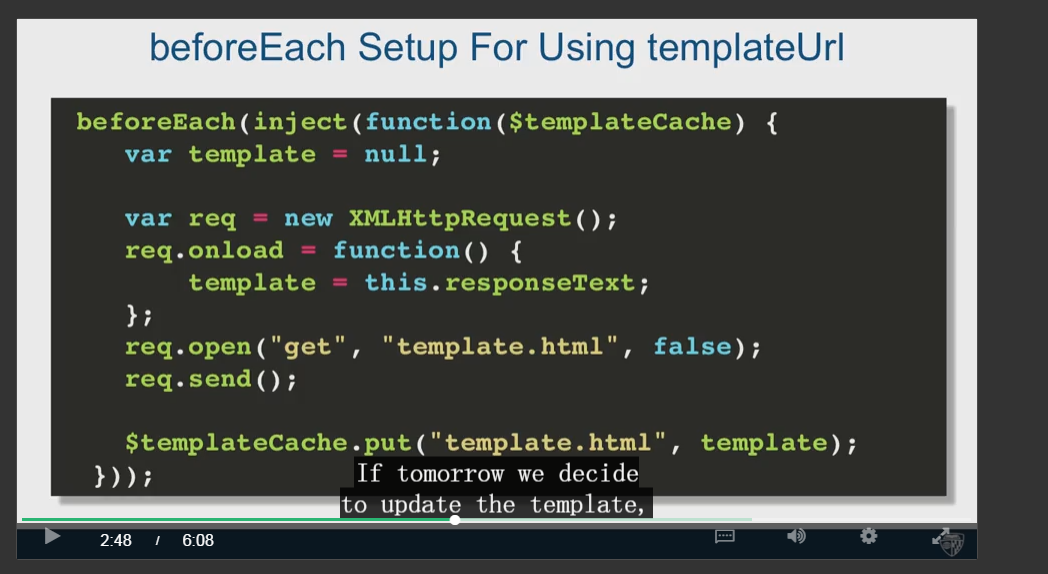 beforeEach Setup For Using templateUrl
beforeEach(inject(function($templateCache) {
var template = null;
var req = new XMLHttpRequest();
req.onload = function() {
template = this.responseText;
};
req.open("get", "template.html", false);
req.send();
$templateCache.put("template.html", template);
}));
If tomorrow we decide
to update the template,
2:48 / 6:08